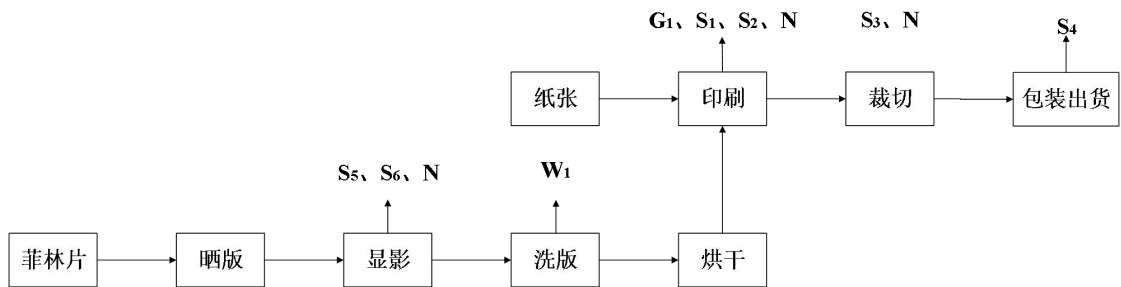 G₁、S₁、S₂、N
S₃、N
S₄
纸张
印刷
裁切
包装出货
S₅、S₆、N
W₁
菲林片
晒版
显影
洗版
烘干